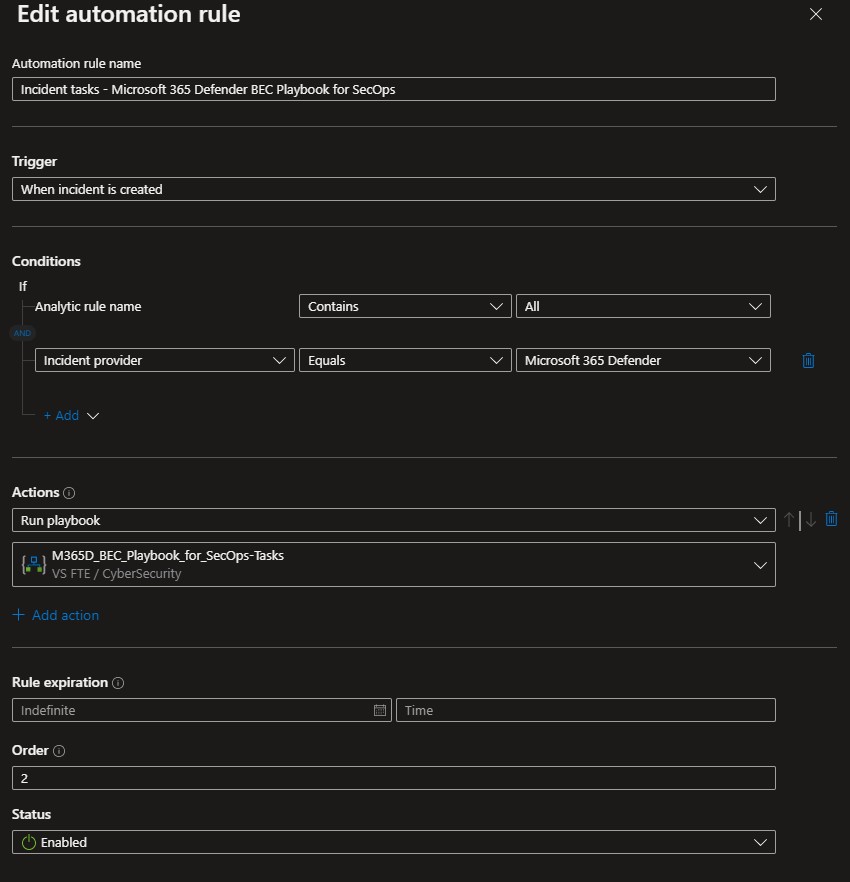 Edit automation rule
Automation rule name
Incident tasks - Microsoft 365 Defender BEC Playbook for SecOps
Trigger
When incident is created
Conditions
If
Analytic rule name Contains All
AND
Incident provider Equals Microsoft 365 Defender
+ Add
Actions
Run playbook
M365D_BEC_Playbook_for_SecOps-Tasks
VS FTE / CyberSecurity
+ Add action
Rule expiration
Indefinite Time
Order
2
Status
Enabled